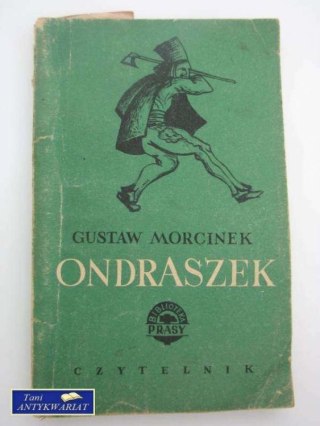 GUSTAW MORCINEK
ONDRASZEK
BIBLIOTEKA
PRASY
CZYTELNIK
Tani
ANTYKWARIAT